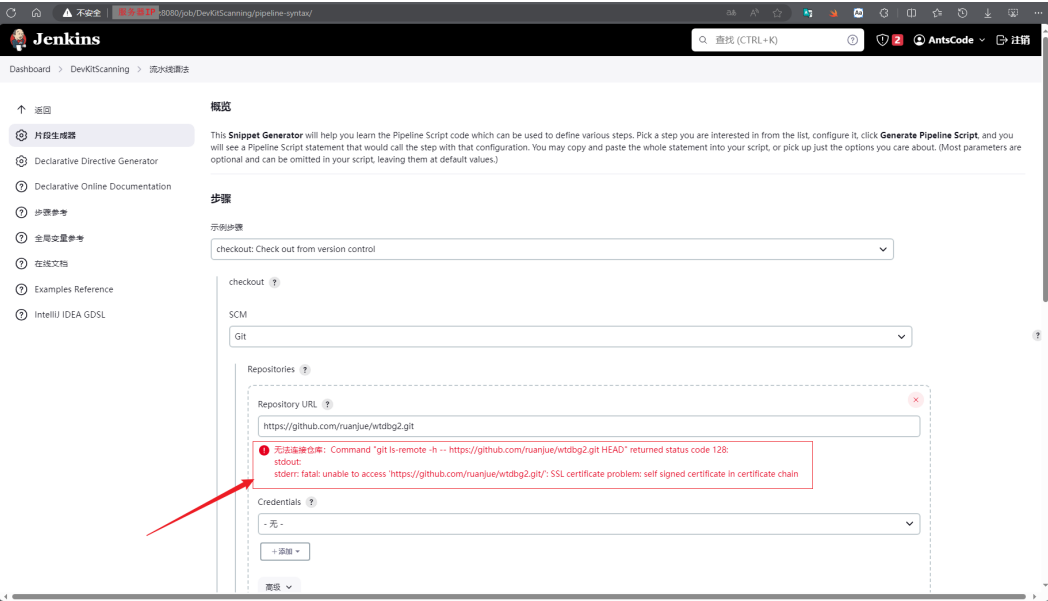 不安全 服务器IP :8080/job/DevKitScanning/pipeline-syntax/
Jenkins
查找 (CTRL+K)
2
AntsCode
注销
Dashboard > DevKitScanning > 流水线语法
返回
片段生成器
Declarative Directive Generator
Declarative Online Documentation
步骤参考
全局变量参考
在线文档
Examples Reference
IntelliJ IDEA GDSL
概览
This Snippet Generator will help you learn the Pipeline Script code which can be used to define various steps. Pick a step you are interested in from the list, configure it, click Generate Pipeline Script, and you
will see a Pipeline Script statement that would call the step with that configuration. You may copy and paste the whole statement into your script, or pick up just the options you care about. (Most parameters are
optional and can be omitted in your script, leaving them at default values.)
步骤
示例步骤
checkout: Check out from version control
checkout ?
SCM
Git
?
Repositories ?
Repository URL ?
https://github.com/ruanjue/wtdbg2.git
无法连接仓库：Command "git ls-remote -h -- https://github.com/ruanjue/wtdbg2.git HEAD" returned status code 128:
stdout:
stderr: fatal: unable to access 'https://github.com/ruanjue/wtdbg2.git/': SSL certificate problem: self signed certificate in certificate chain
Credentials ?
- 无 -
+添加
高级